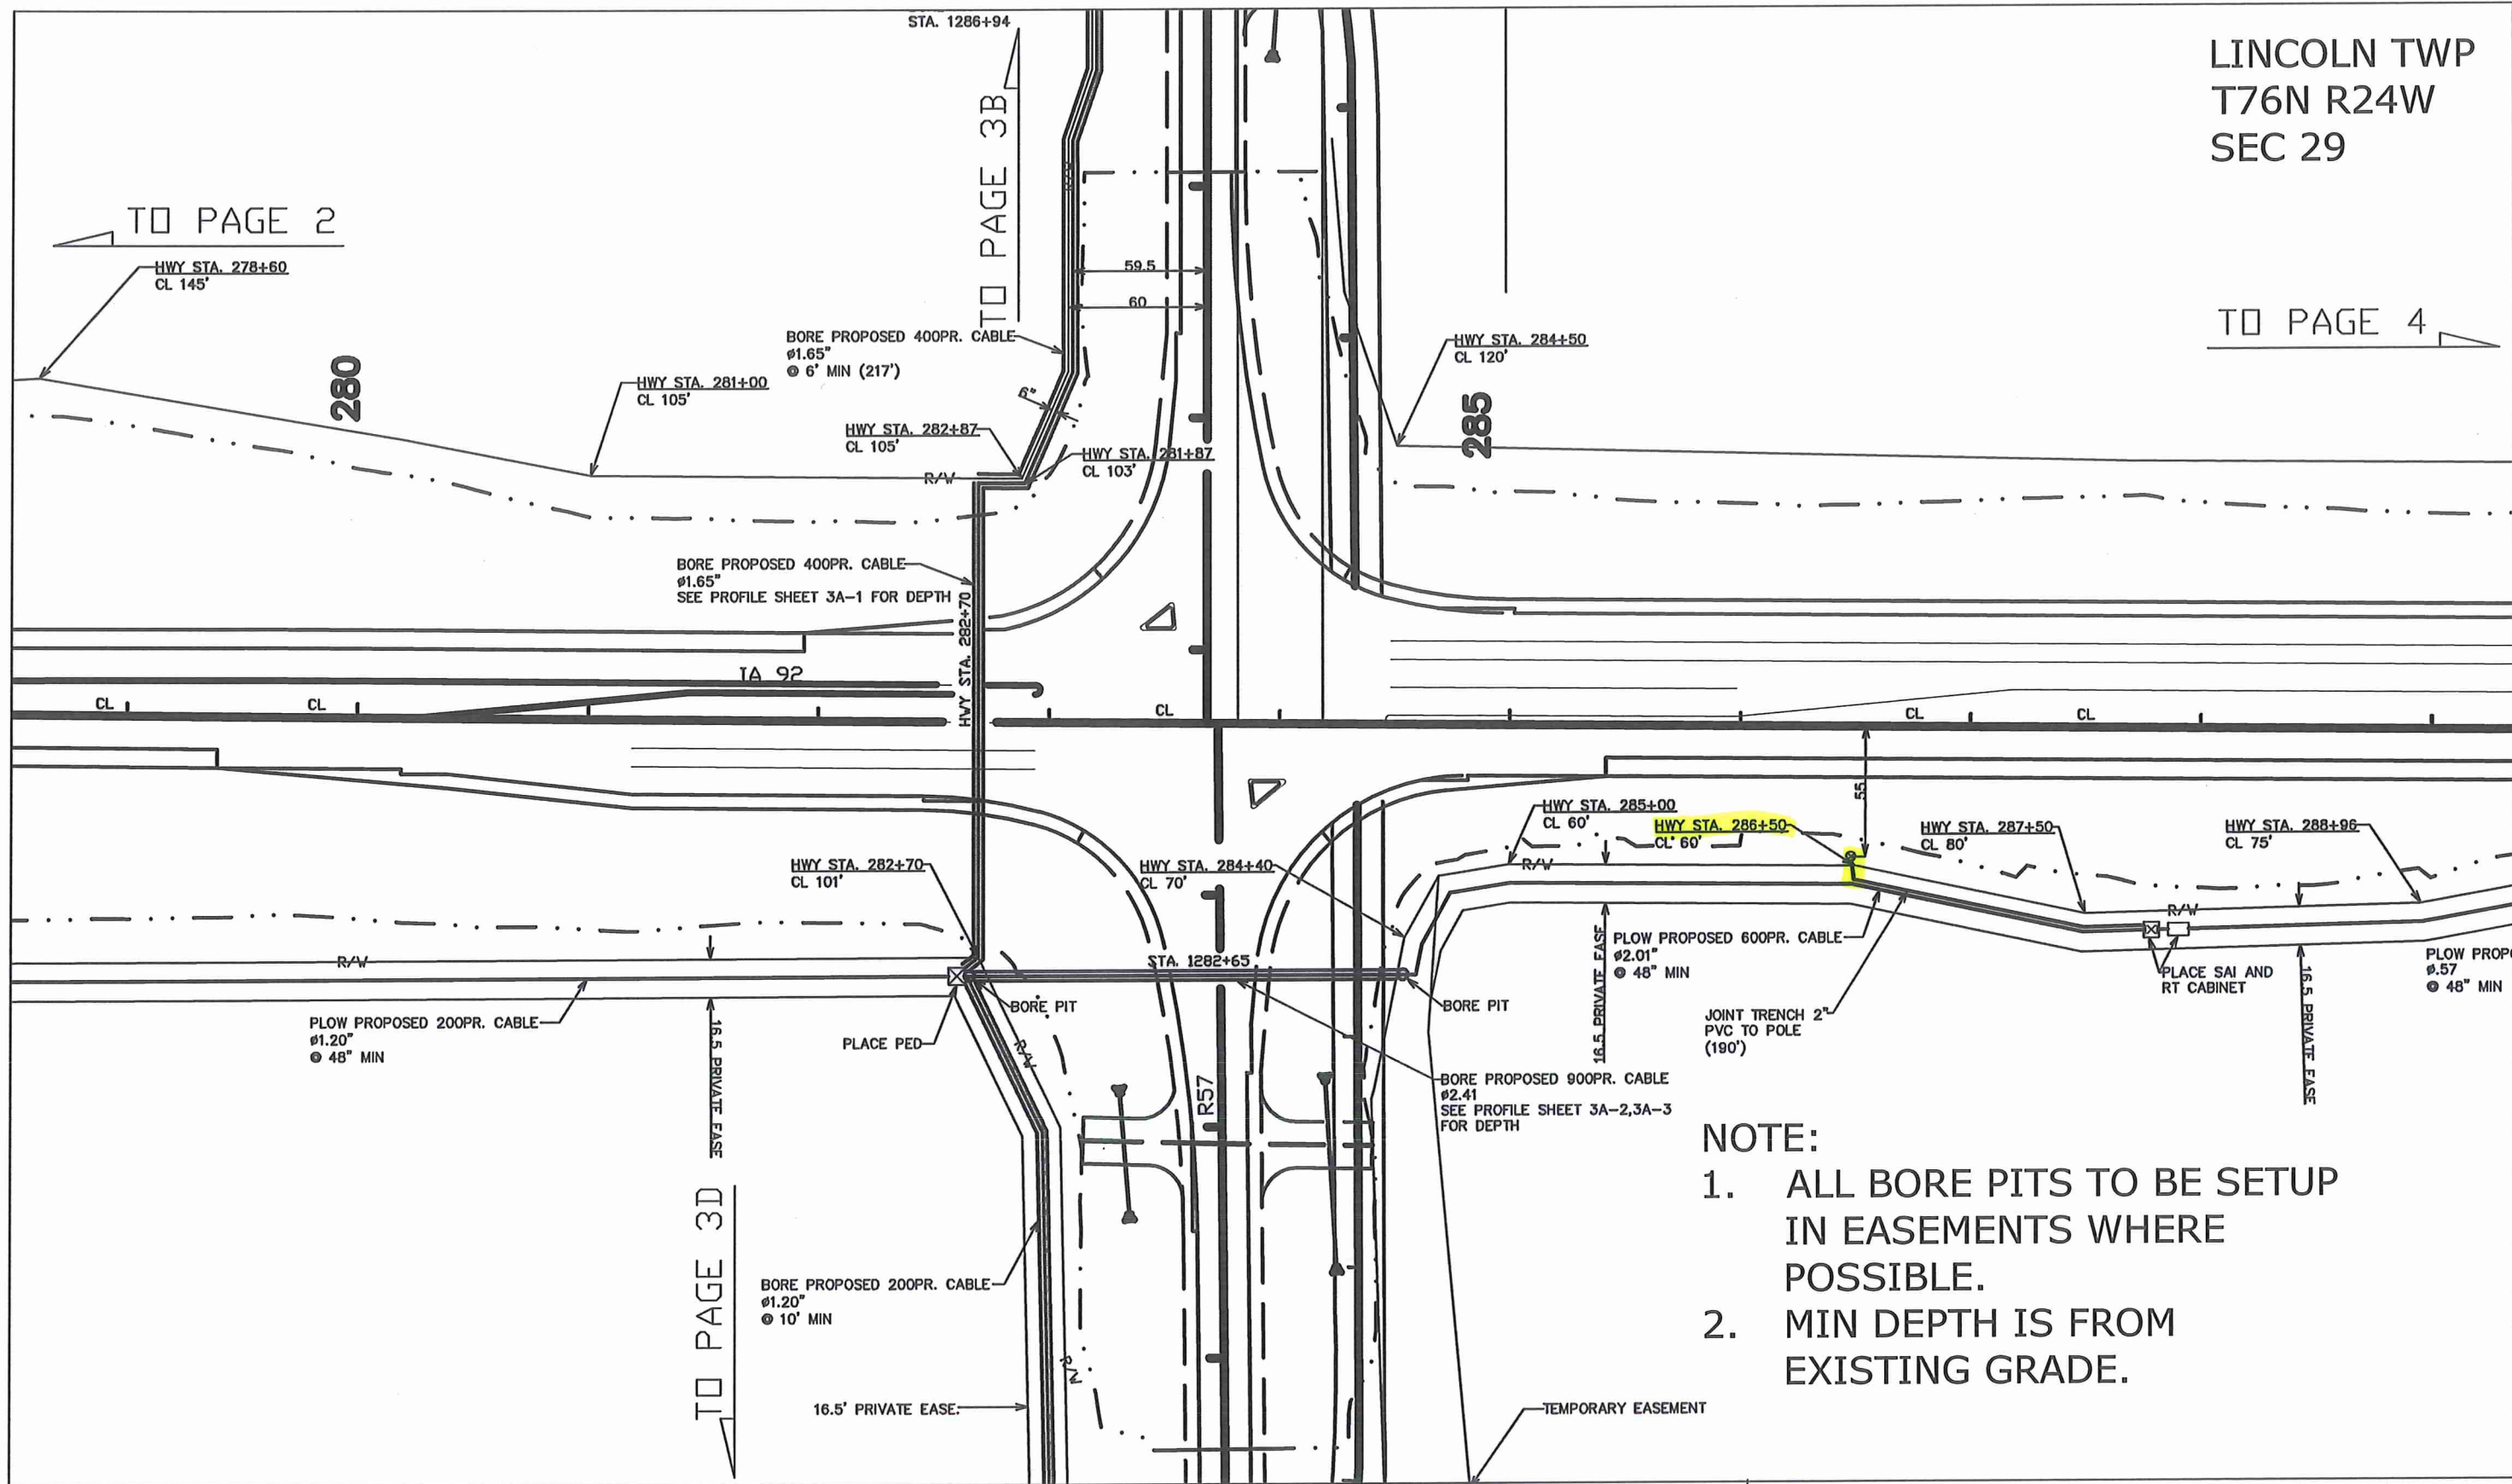 STA. 1286+94
LINCOLN TWP
T76N R24W
SEC 29
TO PAGE 3B
TO PAGE 2
HWY STA. 278+60
CL 145'
59.5
60
BORE PROPOSED 400PR. CABLE
ø1.65"
@ 6' MIN (217')
TO PAGE 4
HWY STA. 284+50
CL 120'
280
HWY STA. 281+00
CL 105'
6"
285
HWY STA. 282+87
CL 105'
HWY STA. 281+87
CL 103'
R/W
BORE PROPOSED 400PR. CABLE
ø1.65"
SEE PROFILE SHEET 3A-1 FOR DEPTH
HWY STA. 282+70
IA 92
CL
CL
CL
CL
CL
55
HWY STA. 285+00
CL 60'
HWY STA. 286+50
CL 60'
HWY STA. 287+50
CL 80'
HWY STA. 288+96
CL 75'
HWY STA. 282+70
CL 101'
HWY STA. 284+40
CL 70'
R/W
R/W
R/W
STA. 1282+65
PLOW PROPOSED 600PR. CABLE
ø2.01"
@ 48" MIN
16.5 PRIVATE EASE
PLACE SAI AND
RT CABINET
16.5 PRIVATE EASE
PLOW PROP
ø.57
@ 48" MIN
BORE PIT
BORE PIT
PLOW PROPOSED 200PR. CABLE
ø1.20"
@ 48" MIN
16.5 PRIVATE EASE
PLACE PED
R/W
JOINT TRENCH 2"
PVC TO POLE
(190')
R57
BORE PROPOSED 900PR. CABLE
ø2.41
SEE PROFILE SHEET 3A-2,3A-3
FOR DEPTH
NOTE:
1. ALL BORE PITS TO BE SETUP
IN EASEMENTS WHERE
POSSIBLE.
2. MIN DEPTH IS FROM
EXISTING GRADE.
TO PAGE 3D
BORE PROPOSED 200PR. CABLE
ø1.20"
@ 10' MIN
R/W
16.5' PRIVATE EASE.
TEMPORARY EASEMENT